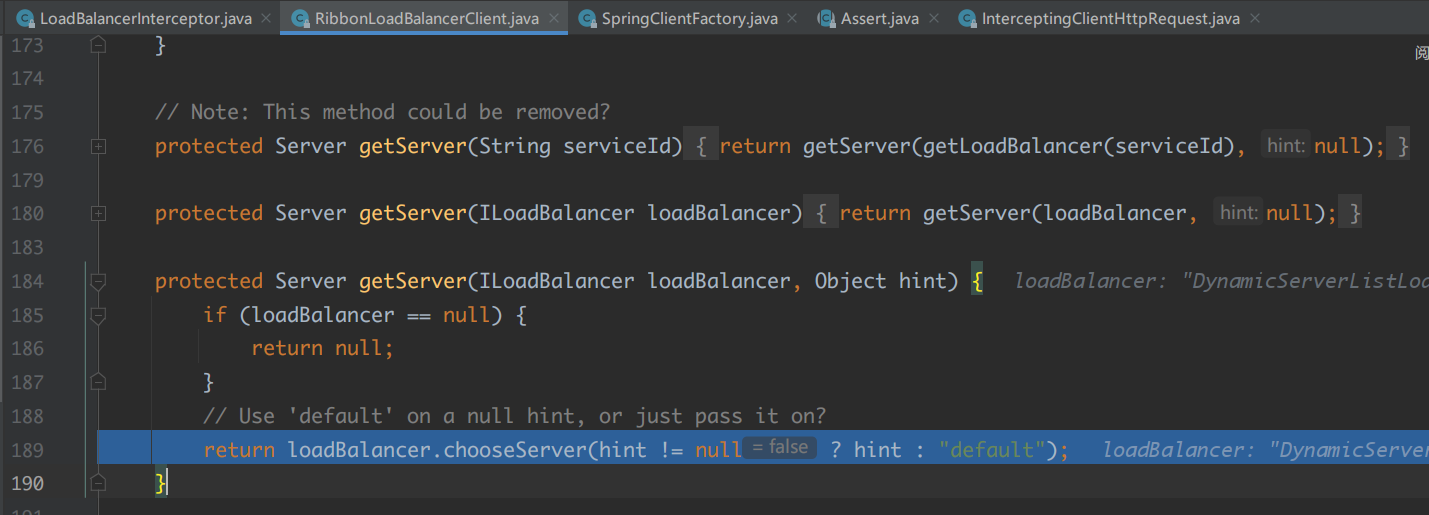 LoadBalancerInterceptor.java RibbonLoadBalancerClient.java SpringClientFactory.java Assert.java InterceptingClientHttpRequest.java
173 }
阅
174
175 // Note: This method could be removed?
176 protected Server getServer(String serviceId) { return getServer(getLoadBalancer(serviceId), hint: null); }
179
180 protected Server getServer(ILoadBalancer loadBalancer) { return getServer(loadBalancer, hint: null); }
183
184 protected Server getServer(ILoadBalancer loadBalancer, Object hint) { loadBalancer: "DynamicServerListLoa
185 if (loadBalancer == null) {
186 return null;
187 }
188 // Use 'default' on a null hint, or just pass it on?
189 return loadBalancer.chooseServer(hint != null = false ? hint : "default"); loadBalancer: "DynamicServer
190 }
191